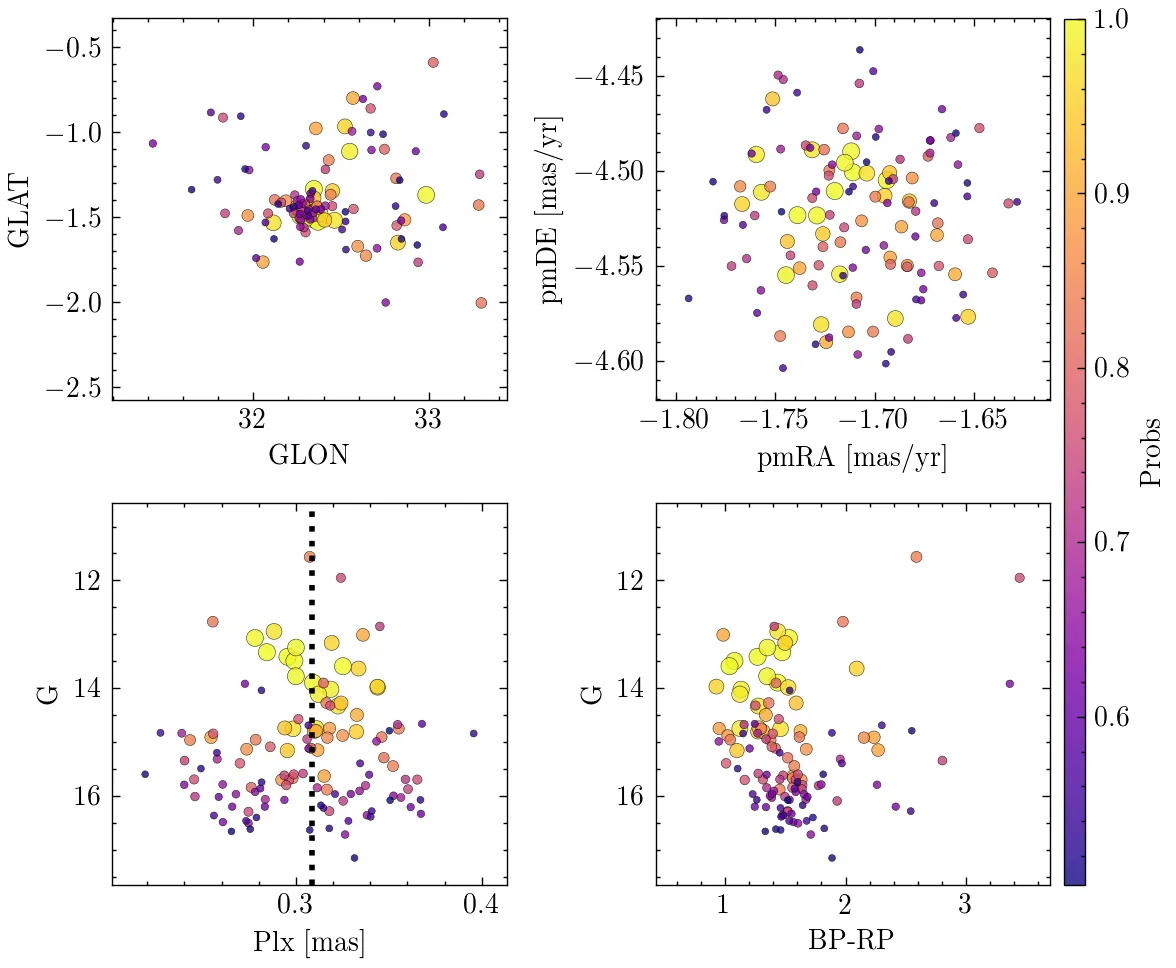 −0.5
−1.0
−1.5
−2.0
−2.5
GLAT
32 33
GLON
−4.45
−4.50
−4.55
−4.60
pmDE [mas/yr]
−1.80 −1.75 −1.70 −1.65
pmRA [mas/yr]
12
14
16
G
0.3 0.4
Plx [mas]
12
14
16
G
1 2 3
BP-RP
1.0
0.9
0.8
0.7
0.6
Probs